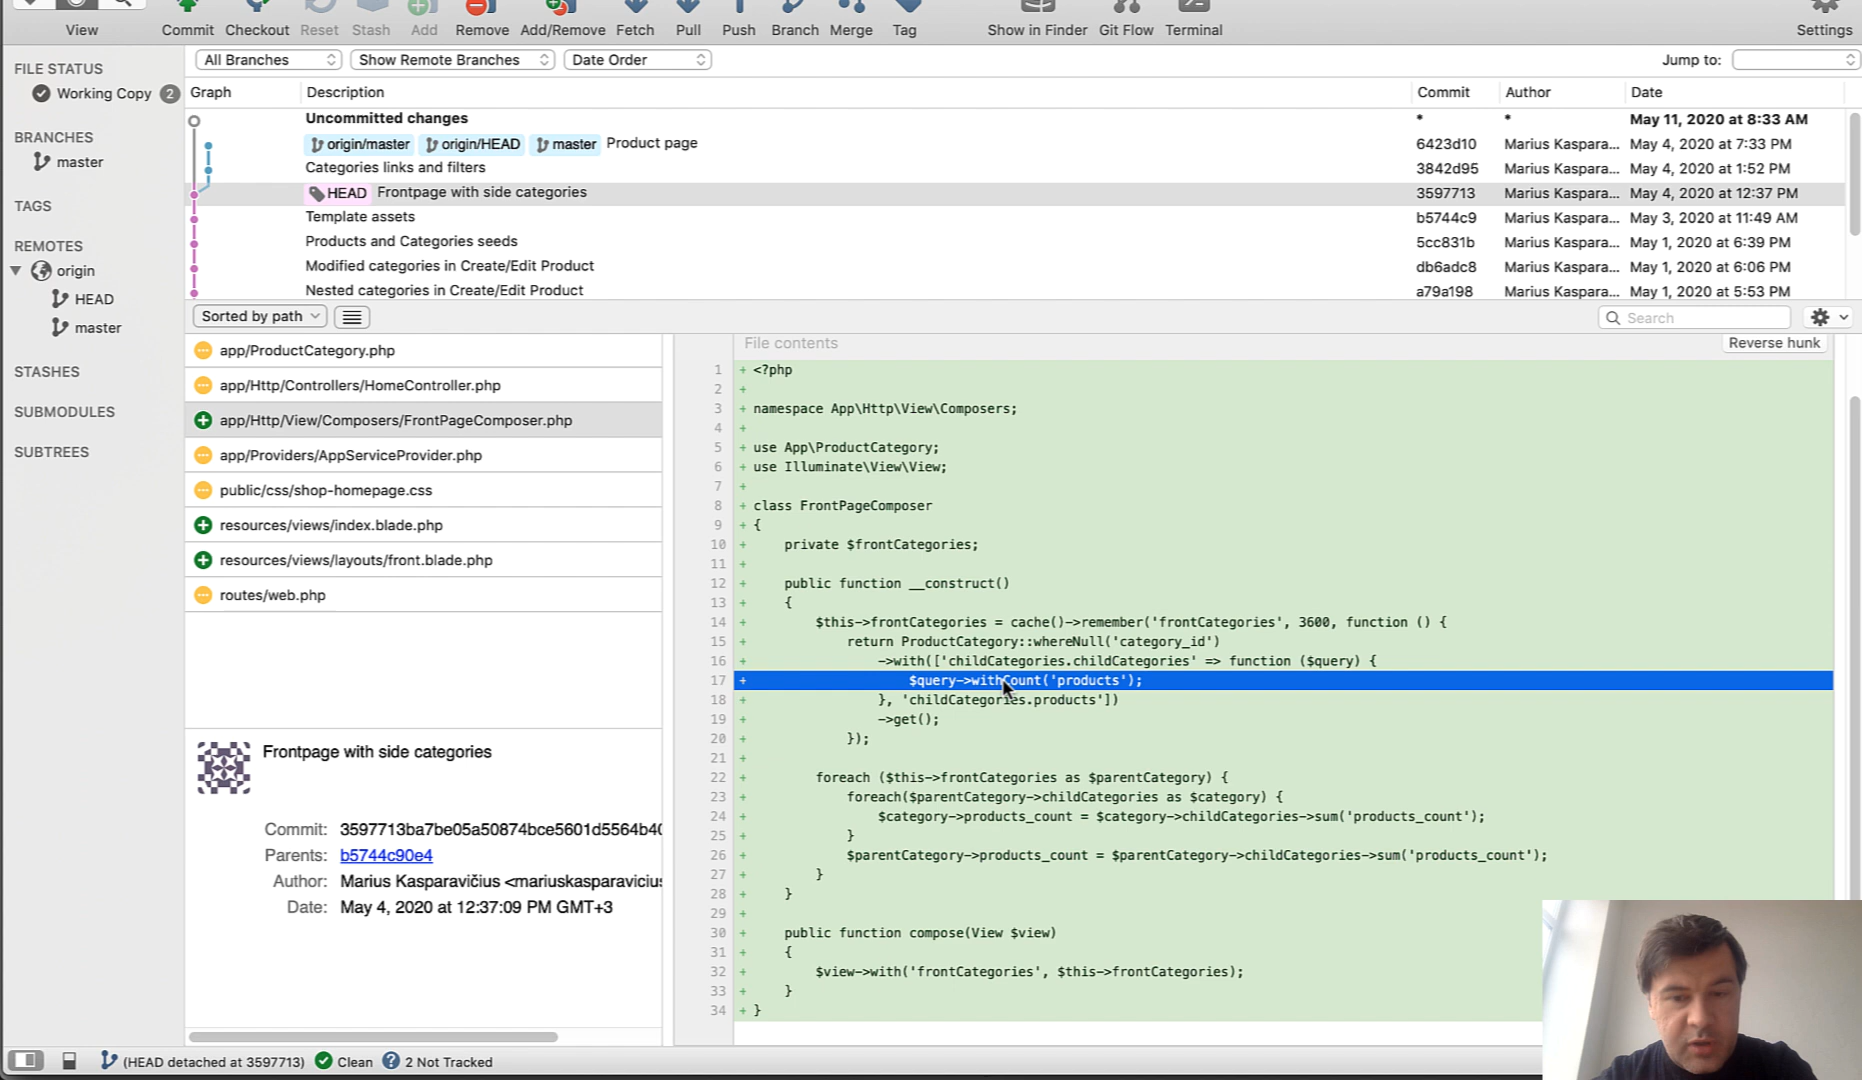 View
Commit Checkout Reset Stash Add Remove Add/Remove Fetch Pull Push Branch Merge Tag Show in Finder Git Flow Terminal Settings
FILE STATUS
Working Copy 2
BRANCHES
master
TAGS
REMOTES
origin
HEAD
master
STASHES
SUBMODULES
SUBTREES
All Branches Show Remote Branches Date Order Jump to:
Graph Description Commit Author Date
Uncommitted changes * * May 11, 2020 at 8:33 AM
origin/master origin/HEAD master Product page 6423d10 Marius Kaspara... May 4, 2020 at 7:33 PM
Categories links and filters 3842d95 Marius Kaspara... May 4, 2020 at 1:52 PM
HEAD Frontpage with side categories 3597713 Marius Kaspara... May 4, 2020 at 12:37 PM
Template assets b5744c9 Marius Kaspara... May 3, 2020 at 11:49 AM
Products and Categories seeds 5cc831b Marius Kaspara... May 1, 2020 at 6:39 PM
Modified categories in Create/Edit Product db6adc8 Marius Kaspara... May 1, 2020 at 6:06 PM
Nested categories in Create/Edit Product a79a198 Marius Kaspara... May 1, 2020 at 5:53 PM
Sorted by path Search
app/ProductCategory.php
app/Http/Controllers/HomeController.php
app/Http/View/Composers/FrontPageComposer.php
app/Providers/AppServiceProvider.php
public/css/shop-homepage.css
resources/views/index.blade.php
resources/views/layouts/front.blade.php
routes/web.php
Frontpage with side categories
Commit: 3597713ba7be05a50874bce5601d5564b40
Parents: b5744c90e4
Author: Marius Kasparavičius <mariuskasparavicius
Date: May 4, 2020 at 12:37:09 PM GMT+3
File contents Reverse hunk
1 + <?php
2 +
3 + namespace App\Http\View\Composers;
4 +
5 + use App\ProductCategory;
6 + use Illuminate\View\View;
7 +
8 + class FrontPageComposer
9 + {
10 + private $frontCategories;
11 +
12 + public function __construct()
13 + {
14 + $this->frontCategories = cache()->remember('frontCategories', 3600, function () {
15 + return ProductCategory::whereNull('category_id')
16 + ->with(['childCategories.childCategories' => function ($query) {
17 + $query->withCount('products');
18 + }, 'childCategories.products'])
19 + ->get();
20 + });
21 +
22 + foreach ($this->frontCategories as $parentCategory) {
23 + foreach($parentCategory->childCategories as $category) {
24 + $category->products_count = $category->childCategories->sum('products_count');
25 + }
26 + $parentCategory->products_count = $parentCategory->childCategories->sum('products_count');
27 + }
28 + }
29 +
30 + public function compose(View $view)
31 + {
32 + $view->with('frontCategories', $this->frontCategories);
33 + }
34 + }
(HEAD detached at 3597713) Clean 2 Not Tracked